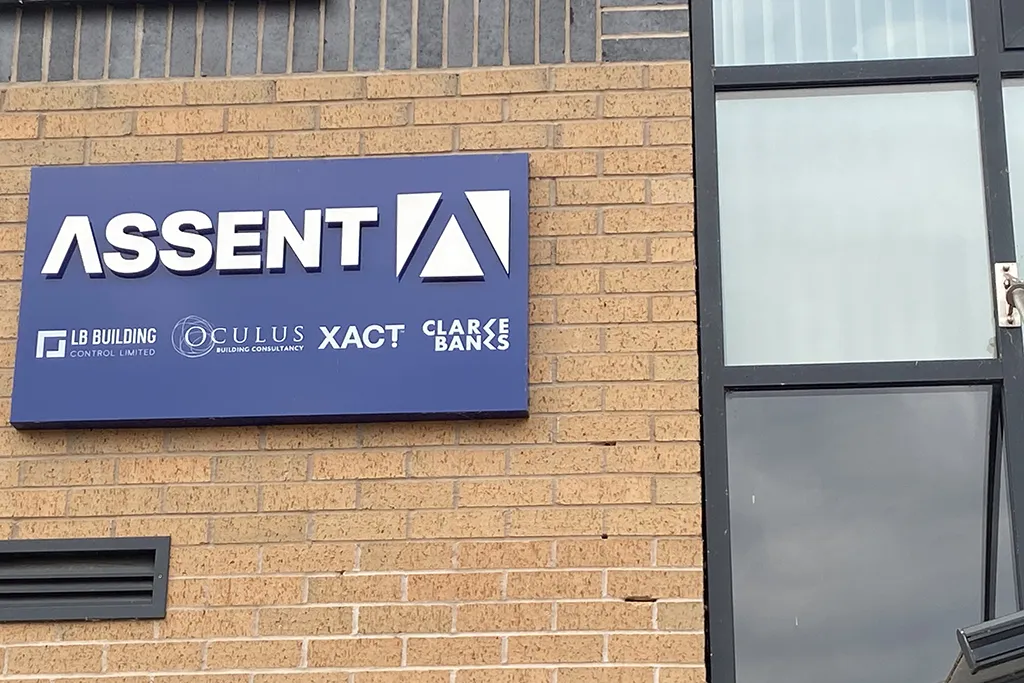 ASSENT
LB BUILDING
CONTROL LIMITED
OCULUS
BUILDING CONSULTANCY
XACT
CLARKE
BANKS